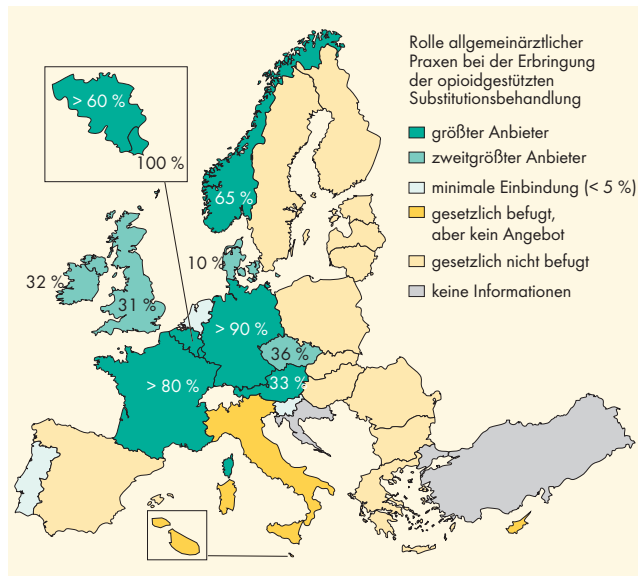 Rolle allgemeinärztlicher
Praxen bei der Erbringung
der opioidgestützten
Substitutionsbehandlung
größter Anbieter
zweitgrößter Anbieter
minimale Einbindung (< 5 %)
gesetzlich befugt,
aber kein Angebot
gesetzlich nicht befugt
keine Informationen
> 60 %
100 %
65 %
10 %
32 %
31 %
> 90 %
36 %
> 80 %
33 %